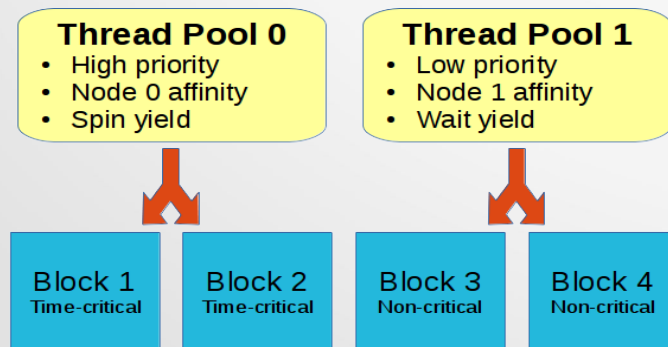 Thread Pool 0
• High priority
• Node 0 affinity
• Spin yield
Thread Pool 1
• Low priority
• Node 1 affinity
• Wait yield
Block 1
Time-critical
Block 2
Time-critical
Block 3
Non-critical
Block 4
Non-critical